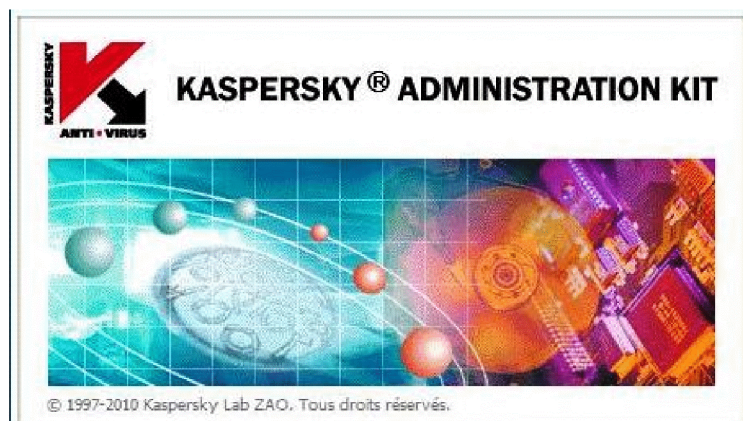 KASPERSKY
ANTI•VIRUS
KASPERSKY® ADMINISTRATION KIT
© 1997-2010 Kaspersky Lab ZAO. Tous droits réservés.